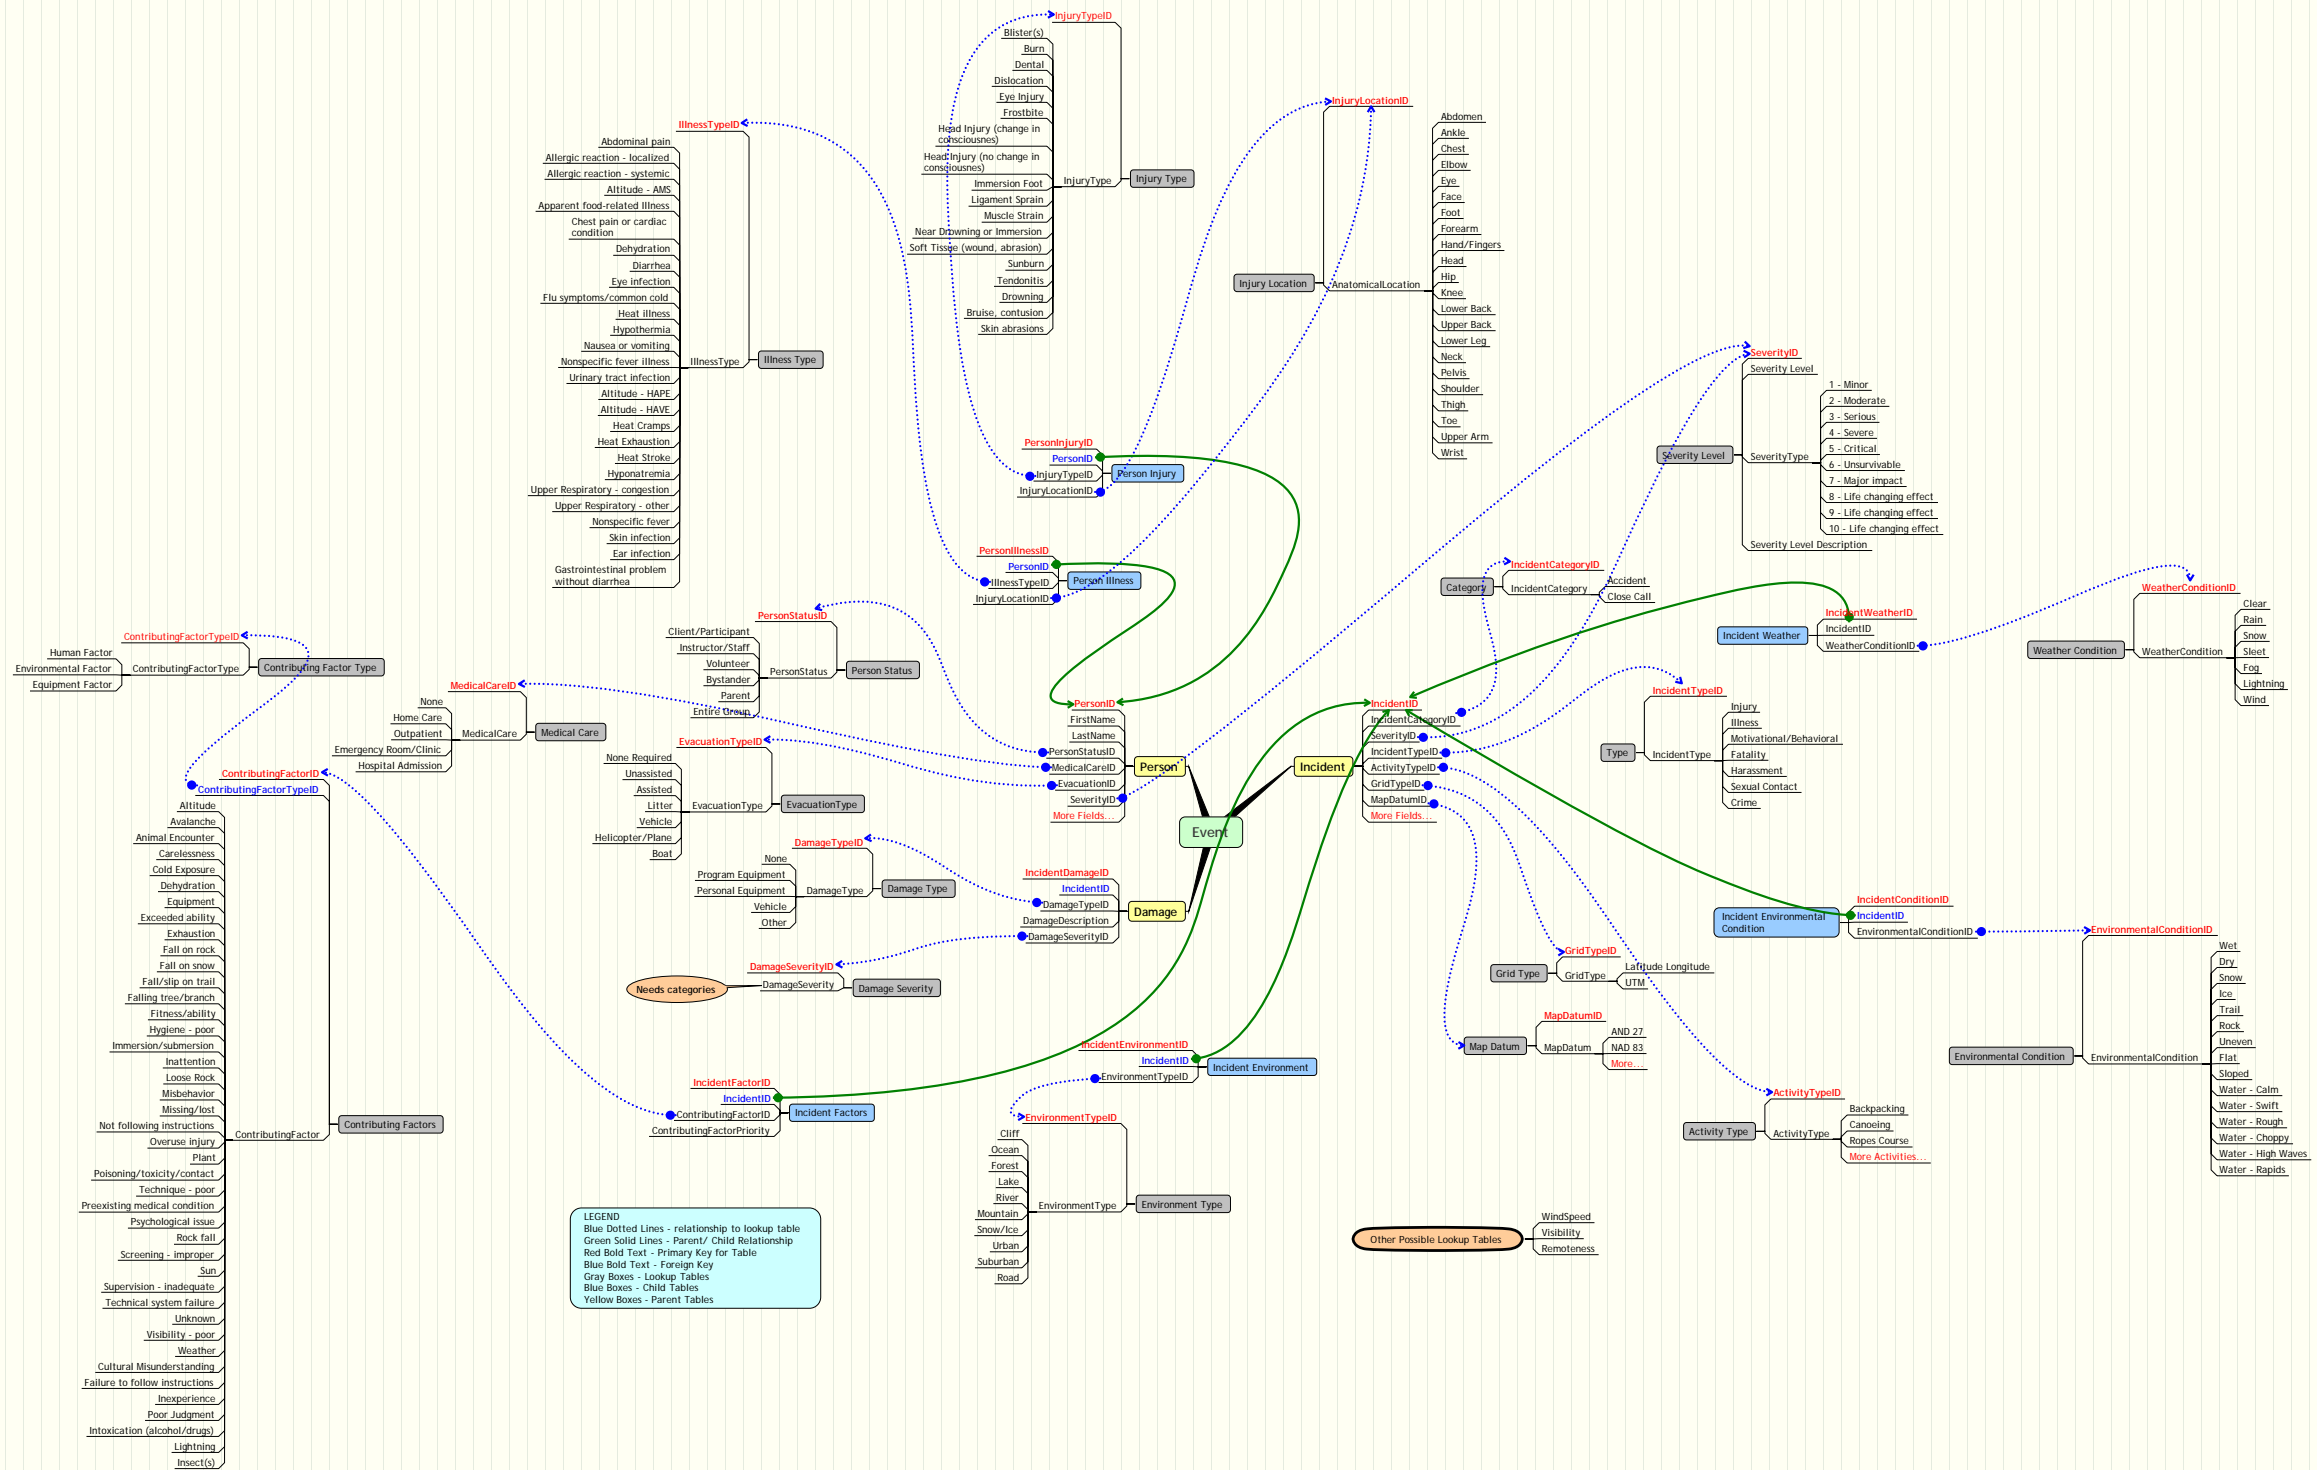 InjuryTypeID
Blister(s)
Burn
Dental
Dislocation
Eye Injury
Frostbite
Head Injury (change in
consciousnes)
Head Injury (no change in
consciousnes)
Immersion Foot
Ligament Sprain
Muscle Strain
Near Drowning or Immersion
Soft Tissue (wound, abrasion)
Sunburn
Tendonitis
Drowning
Bruise, contusion
Skin abrasions
InjuryType
Injury Type
InjuryLocationID
Abdomen
Ankle
Chest
Elbow
Eye
Face
Foot
Forearm
Hand/Fingers
Head
Hip
Knee
Lower Back
Upper Back
Lower Leg
Neck
Pelvis
Shoulder
Thigh
Toe
Upper Arm
Wrist
Injury Location
AnatomicalLocation
IllnessTypeID
Abdominal pain
Allergic reaction - localized
Allergic reaction - systemic
Altitude - AMS
Apparent food-related Illness
Chest pain or cardiac
condition
Dehydration
Diarrhea
Eye infection
Flu symptoms/common cold
Heat illness
Hypothermia
Nausea or vomiting
Nonspecific fever illness
Urinary tract infection
Altitude - HAPE
Altitude - HAVE
Heat Cramps
Heat Exhaustion
Heat Stroke
Hyponatremia
Upper Respiratory - congestion
Upper Respiratory - other
Nonspecific fever
Skin infection
Ear infection
Gastrointestinal problem
without diarrhea
IllnessType
Illness Type
SeverityID
Severity Level
1 - Minor
2 - Moderate
3 - Serious
4 - Severe
5 - Critical
6 - Unsurvivable
7 - Major impact
8 - Life changing effect
9 - Life changing effect
10 - Life changing effect
Severity Level
SeverityType
Severity Level Description
PersonInjuryID
PersonID
InjuryTypeID
InjuryLocationID
Person Injury
PersonIllnessID
PersonID
IllnessTypeID
InjuryLocationID
Person Illness
IncidentCategoryID
Category
IncidentCategory
Accident
Close Call
IncidentWeatherID
IncidentID
WeatherConditionID
Incident Weather
WeatherConditionID
Weather Condition
WeatherCondition
Clear
Rain
Snow
Sleet
Fog
Lightning
Wind
PersonStatusID
Client/Participant
Instructor/Staff
Volunteer
Bystander
Parent
Entire Group
PersonStatus
Person Status
ContributingFactorTypeID
Human Factor
Environmental Factor
Equipment Factor
ContributingFactorType
Contributing Factor Type
MedicalCareID
None
Home Care
Outpatient
Emergency Room/Clinic
Hospital Admission
MedicalCare
Medical Care
EvacuationTypeID
None Required
Unassisted
Assisted
Litter
Vehicle
Helicopter/Plane
Boat
EvacuationType
EvacuationType
PersonID
FirstName
LastName
PersonStatusID
MedicalCareID
EvacuationID
SeverityID
More Fields...
Person
Incident
IncidentID
IncidentCategoryID
SeverityID
IncidentTypeID
ActivityTypeID
GridTypeID
MapDatumID
More Fields...
Event
IncidentTypeID
Type
IncidentType
Injury
Illness
Motivational/Behavioral
Fatality
Harassment
Sexual Contact
Crime
DamageTypeID
None
Program Equipment
Personal Equipment
Vehicle
Other
DamageType
Damage Type
IncidentDamageID
IncidentID
DamageTypeID
DamageDescription
DamageSeverityID
Damage
DamageSeverityID
Needs categories
DamageSeverity
Damage Severity
ContributingFactorID
ContributingFactorTypeID
Altitude
Avalanche
Animal Encounter
Carelessness
Cold Exposure
Dehydration
Equipment
Exceeded ability
Exhaustion
Fall on rock
Fall on snow
Fall/slip on trail
Falling tree/branch
Fitness/ability
Hygiene - poor
Immersion/submersion
Inattention
Loose Rock
Misbehavior
Missing/lost
Not following instructions
Overuse injury
Plant
Poisoning/toxicity/contact
Technique - poor
Preexisting medical condition
Psychological issue
Rock fall
Screening - improper
Sun
Supervision - inadequate
Technical system failure
Unknown
Visibility - poor
Weather
Cultural Misunderstanding
Failure to follow instructions
Inexperience
Poor Judgment
Intoxication (alcohol/drugs)
Lightning
Insect(s)
ContributingFactor
Contributing Factors
IncidentFactorID
IncidentID
ContributingFactorID
ContributingFactorPriority
Incident Factors
IncidentEnvironmentID
IncidentID
EnvironmentTypeID
Incident Environment
EnvironmentTypeID
Cliff
Ocean
Forest
Lake
River
Mountain
Snow/Ice
Urban
Suburban
Road
EnvironmentType
Environment Type
GridTypeID
Grid Type
GridType
Latitude Longitude
UTM
MapDatumID
Map Datum
MapDatum
AND 27
NAD 83
More...
IncidentConditionID
IncidentID
EnvironmentalConditionID
Incident Environmental
Condition
EnvironmentalConditionID
Wet
Dry
Snow
Ice
Trail
Rock
Uneven
Flat
Sloped
Water - Calm
Water - Swift
Water - Rough
Water - Choppy
Water - High Waves
Water - Rapids
Environmental Condition
EnvironmentalCondition
ActivityTypeID
Activity Type
ActivityType
Backpacking
Canoeing
Ropes Course
More Activities...
Other Possible Lookup Tables
WindSpeed
Visibility
Remoteness
LEGEND
Blue Dotted Lines - relationship to lookup table
Green Solid Lines - Parent/ Child Relationship
Red Bold Text - Primary Key for Table
Blue Bold Text - Foreign Key
Gray Boxes - Lookup Tables
Blue Boxes - Child Tables
Yellow Boxes - Parent Tables